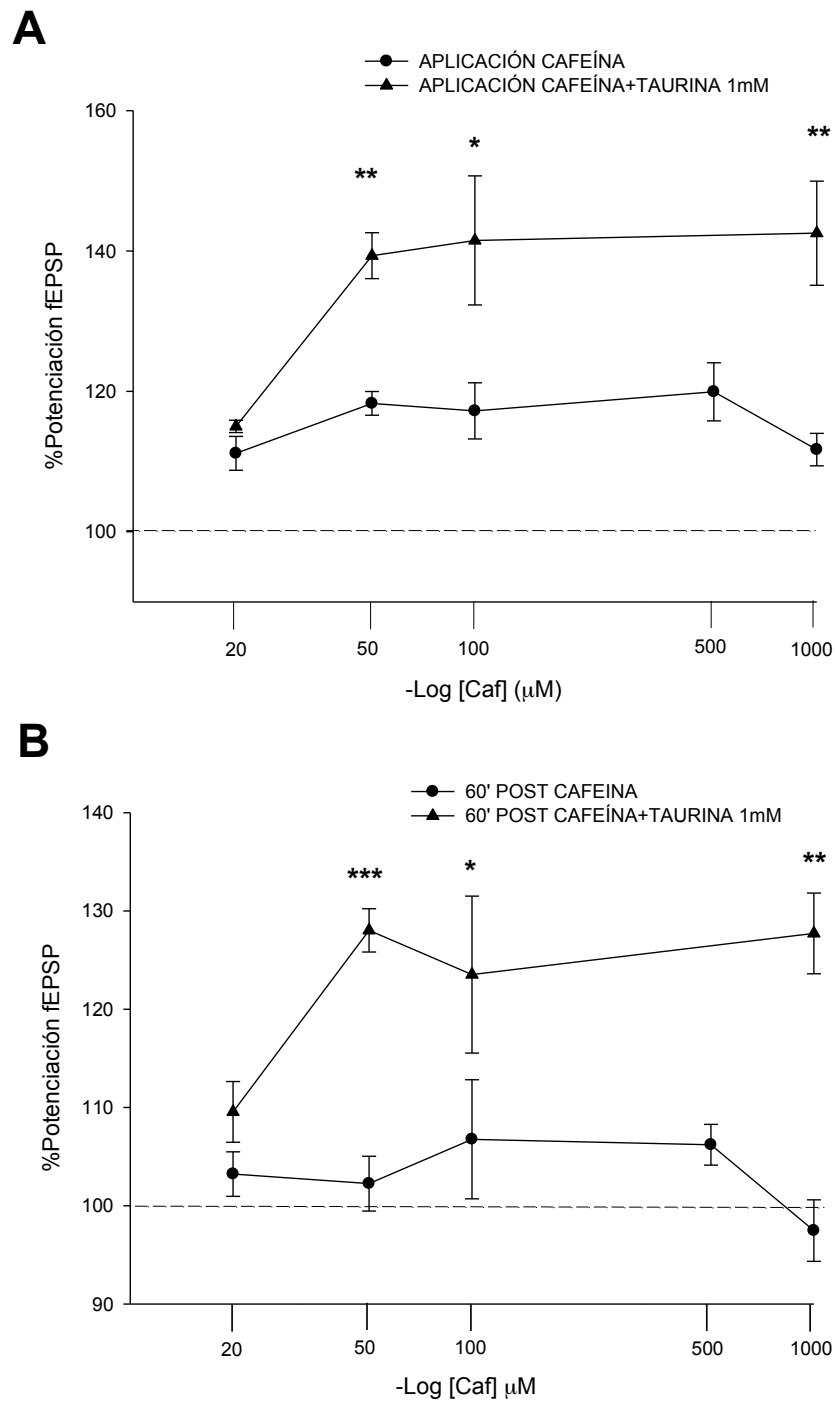 A
APLICACIÓN CAFEÍNA
APLICACIÓN CAFEÍNA+TAURINA 1mM
160
140
120
100
%Potenciación fEPSP
** * **
20 50 100 500 1000
-Log [Caf] (μM)
B
60' POST CAFEINA
60' POST CAFEÍNA+TAURINA 1mM
140
130
120
110
100
90
%Potenciación fEPSP
*** * **
20 50 100 500 1000
-Log [Caf] μM